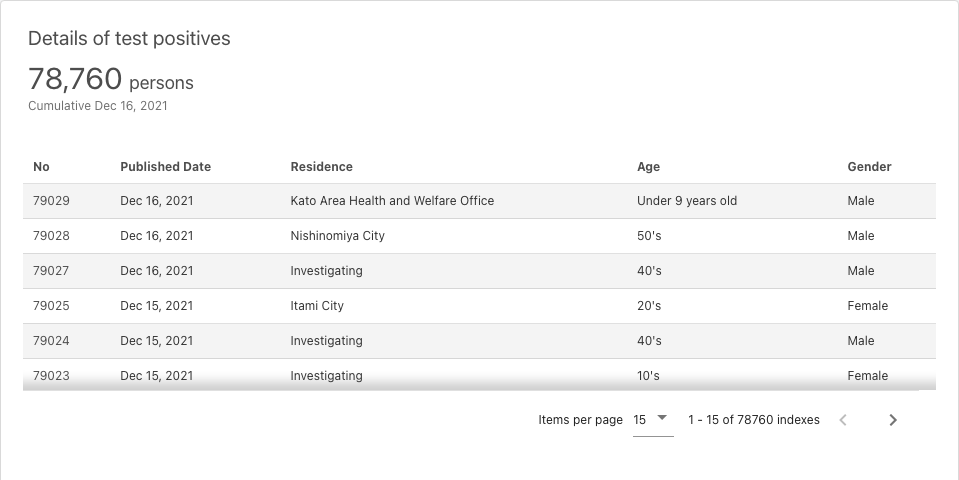 Details of test positives
78,760 persons
Cumulative Dec 16, 2021
No Published Date Residence Age Gender
79029 Dec 16, 2021 Kato Area Health and Welfare Office Under 9 years old Male
79028 Dec 16, 2021 Nishinomiya City 50's Male
79027 Dec 16, 2021 Investigating 40's Male
79025 Dec 15, 2021 Itami City 20's Female
79024 Dec 15, 2021 Investigating 40's Male
79023 Dec 15, 2021 Investigating 10's Female
Items per page 15 1 - 15 of 78760 indexes